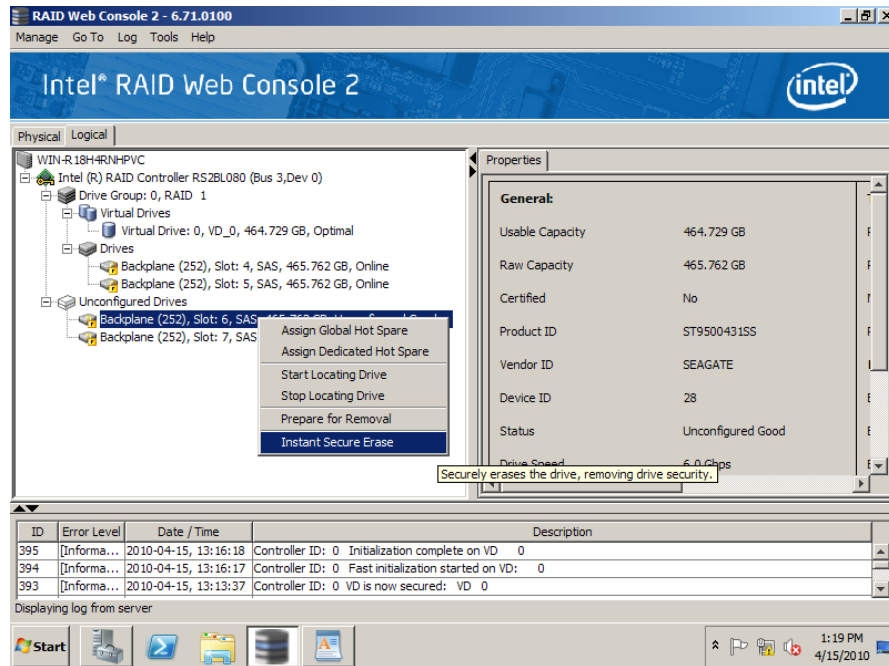 RAID Web Console 2 - 6.71.0100
Manage Go To Log Tools Help
Intel® RAID Web Console 2
intel
Physical Logical
WIN-R18H4RNHPVC
Intel (R) RAID Controller RS2BL080 (Bus 3,Dev 0)
Drive Group: 0, RAID 1
Virtual Drives
Virtual Drive: 0, VD_0, 464.729 GB, Optimal
Drives
Backplane (252), Slot: 4, SAS, 465.762 GB, Online
Backplane (252), Slot: 5, SAS, 465.762 GB, Online
Unconfigured Drives
Backplane (252), Slot: 6, SAS,
Backplane (252), Slot: 7, SAS
Assign Global Hot Spare
Assign Dedicated Hot Spare
Start Locating Drive
Stop Locating Drive
Prepare for Removal
Instant Secure Erase
Securely erases the drive, removing drive security.
Properties
General:
Usable Capacity 464.729 GB
Raw Capacity 465.762 GB
Certified No
Product ID ST9500431SS
Vendor ID SEAGATE
Device ID 28
Status Unconfigured Good
Drive Speed 6.0 Gbps
ID Error Level Date / Time Description
395 [Informa... 2010-04-15, 13:16:18 Controller ID: 0 Initialization complete on VD 0
394 [Informa... 2010-04-15, 13:16:17 Controller ID: 0 Fast initialization started on VD: 0
393 [Informa... 2010-04-15, 13:13:37 Controller ID: 0 VD is now secured: VD 0
Displaying log from server
Start
1:19 PM
4/15/2010